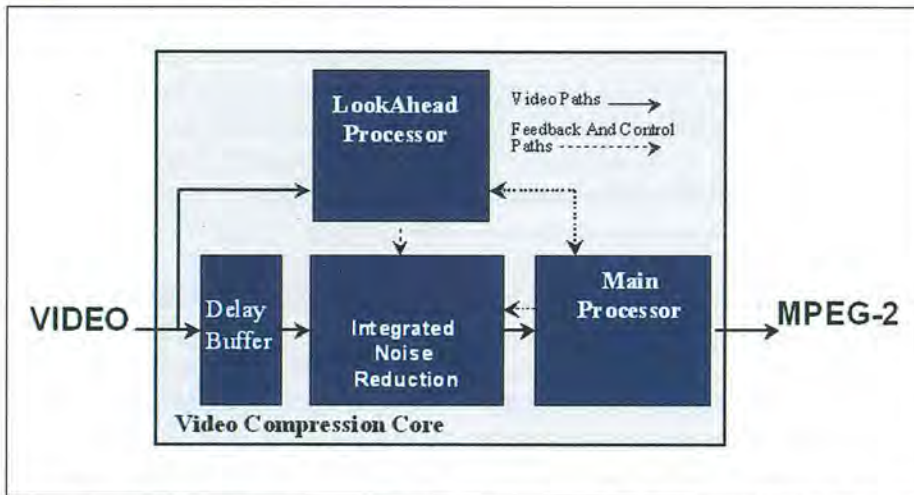 LookAhead
Processor
Video Paths
Feedback And Control
Paths
VIDEO
Delay
Buffer
Integrated
Noise
Reduction
Main
Processor
MPEG-2
Video Compression Core